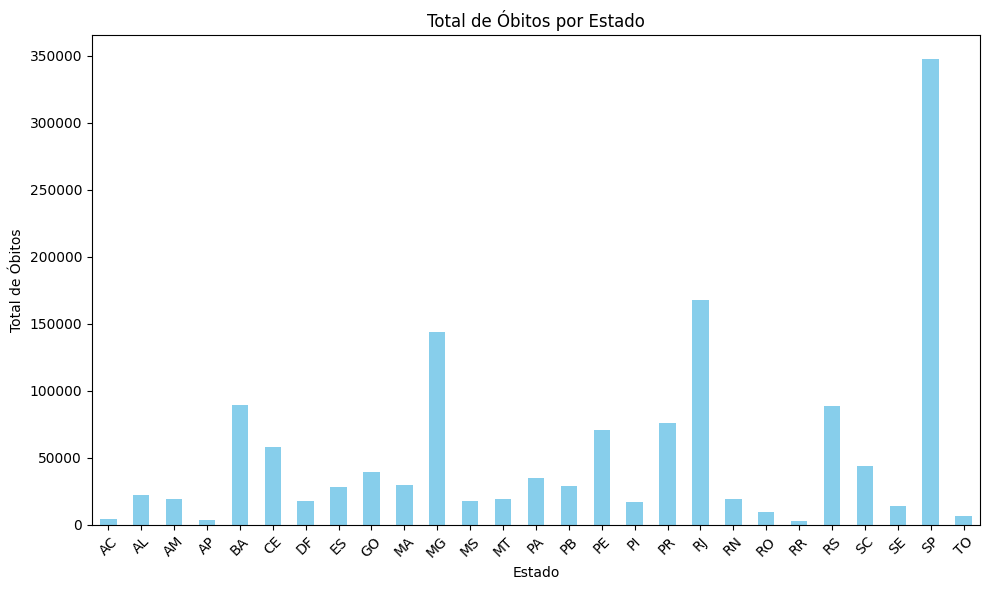 Total de Óbitos por Estado
Total de Óbitos
350000
300000
250000
200000
150000
100000
50000
0
AC AL AM AP BA CE DF ES GO MA MG MS MT PA PB PE PI PR RJ RN RO RR RS SC SE SP TO
Estado